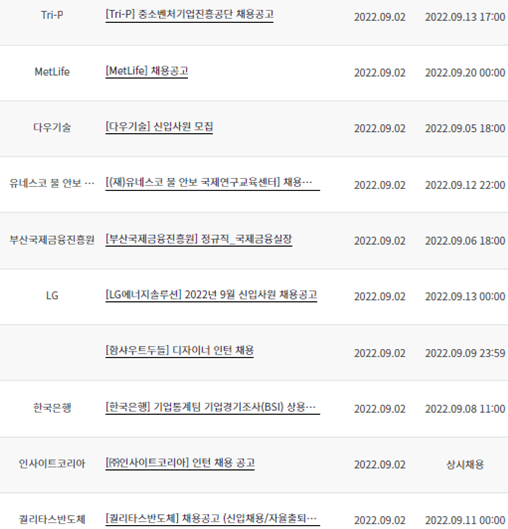 Tri-P [Tri-P] 중소벤처기업진흥공단 채용공고 2022.09.02 2022.09.13 17:00
MetLife [MetLife] 채용공고 2022.09.02 2022.09.20 00:00
다우기술 [다우기술] 신입사원 모집 2022.09.02 2022.09.05 18:00
유네스코 물 안보 … [(재)유네스코 물 안보 국제연구교육센터] 채용… 2022.09.02 2022.09.12 22:00
부산국제금융진흥원 [부산국제금융진흥원] 정규직_국제금융실장 2022.09.02 2022.09.06 18:00
LG [LG에너지솔루션] 2022년 9월 신입사원 채용공고 2022.09.02 2022.09.13 00:00
[함샤우트두들] 디자이너 인턴 채용 2022.09.02 2022.09.09 23:59
한국은행 [한국은행] 기업통계팀 기업경기조사(BSI) 상용… 2022.09.02 2022.09.08 11:00
인사이트코리아 [㈜인사이트코리아] 인턴 채용 공고 2022.09.02 상시채용
퀄리타스반도체 [퀄리타스반도체] 채용공고 (신입채용/자율출퇴… 2022.09.02 2022.09.11 00:00